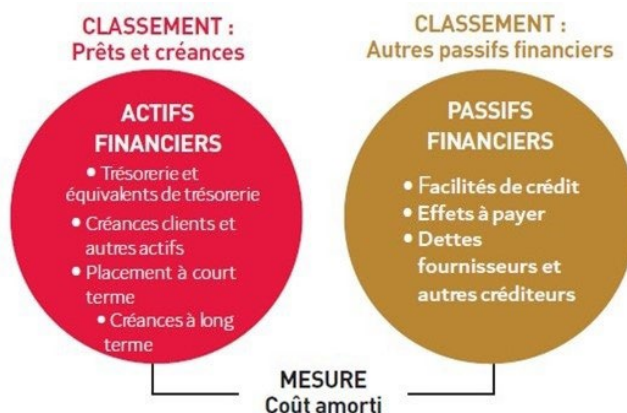 CLASSEMENT :
Prêts et créances
ACTIFS
FINANCIERS
• Trésorerie et
équivalents de trésorerie
• Créances clients et
autres actifs
• Placement à court
terme
• Créances à long
terme
CLASSEMENT :
Autres passifs financiers
PASSIFS
FINANCIERS
• Facilités de crédit
• Effets à payer
• Dettes
fournisseurs et
autres créditeurs
MESURE
Coût amorti